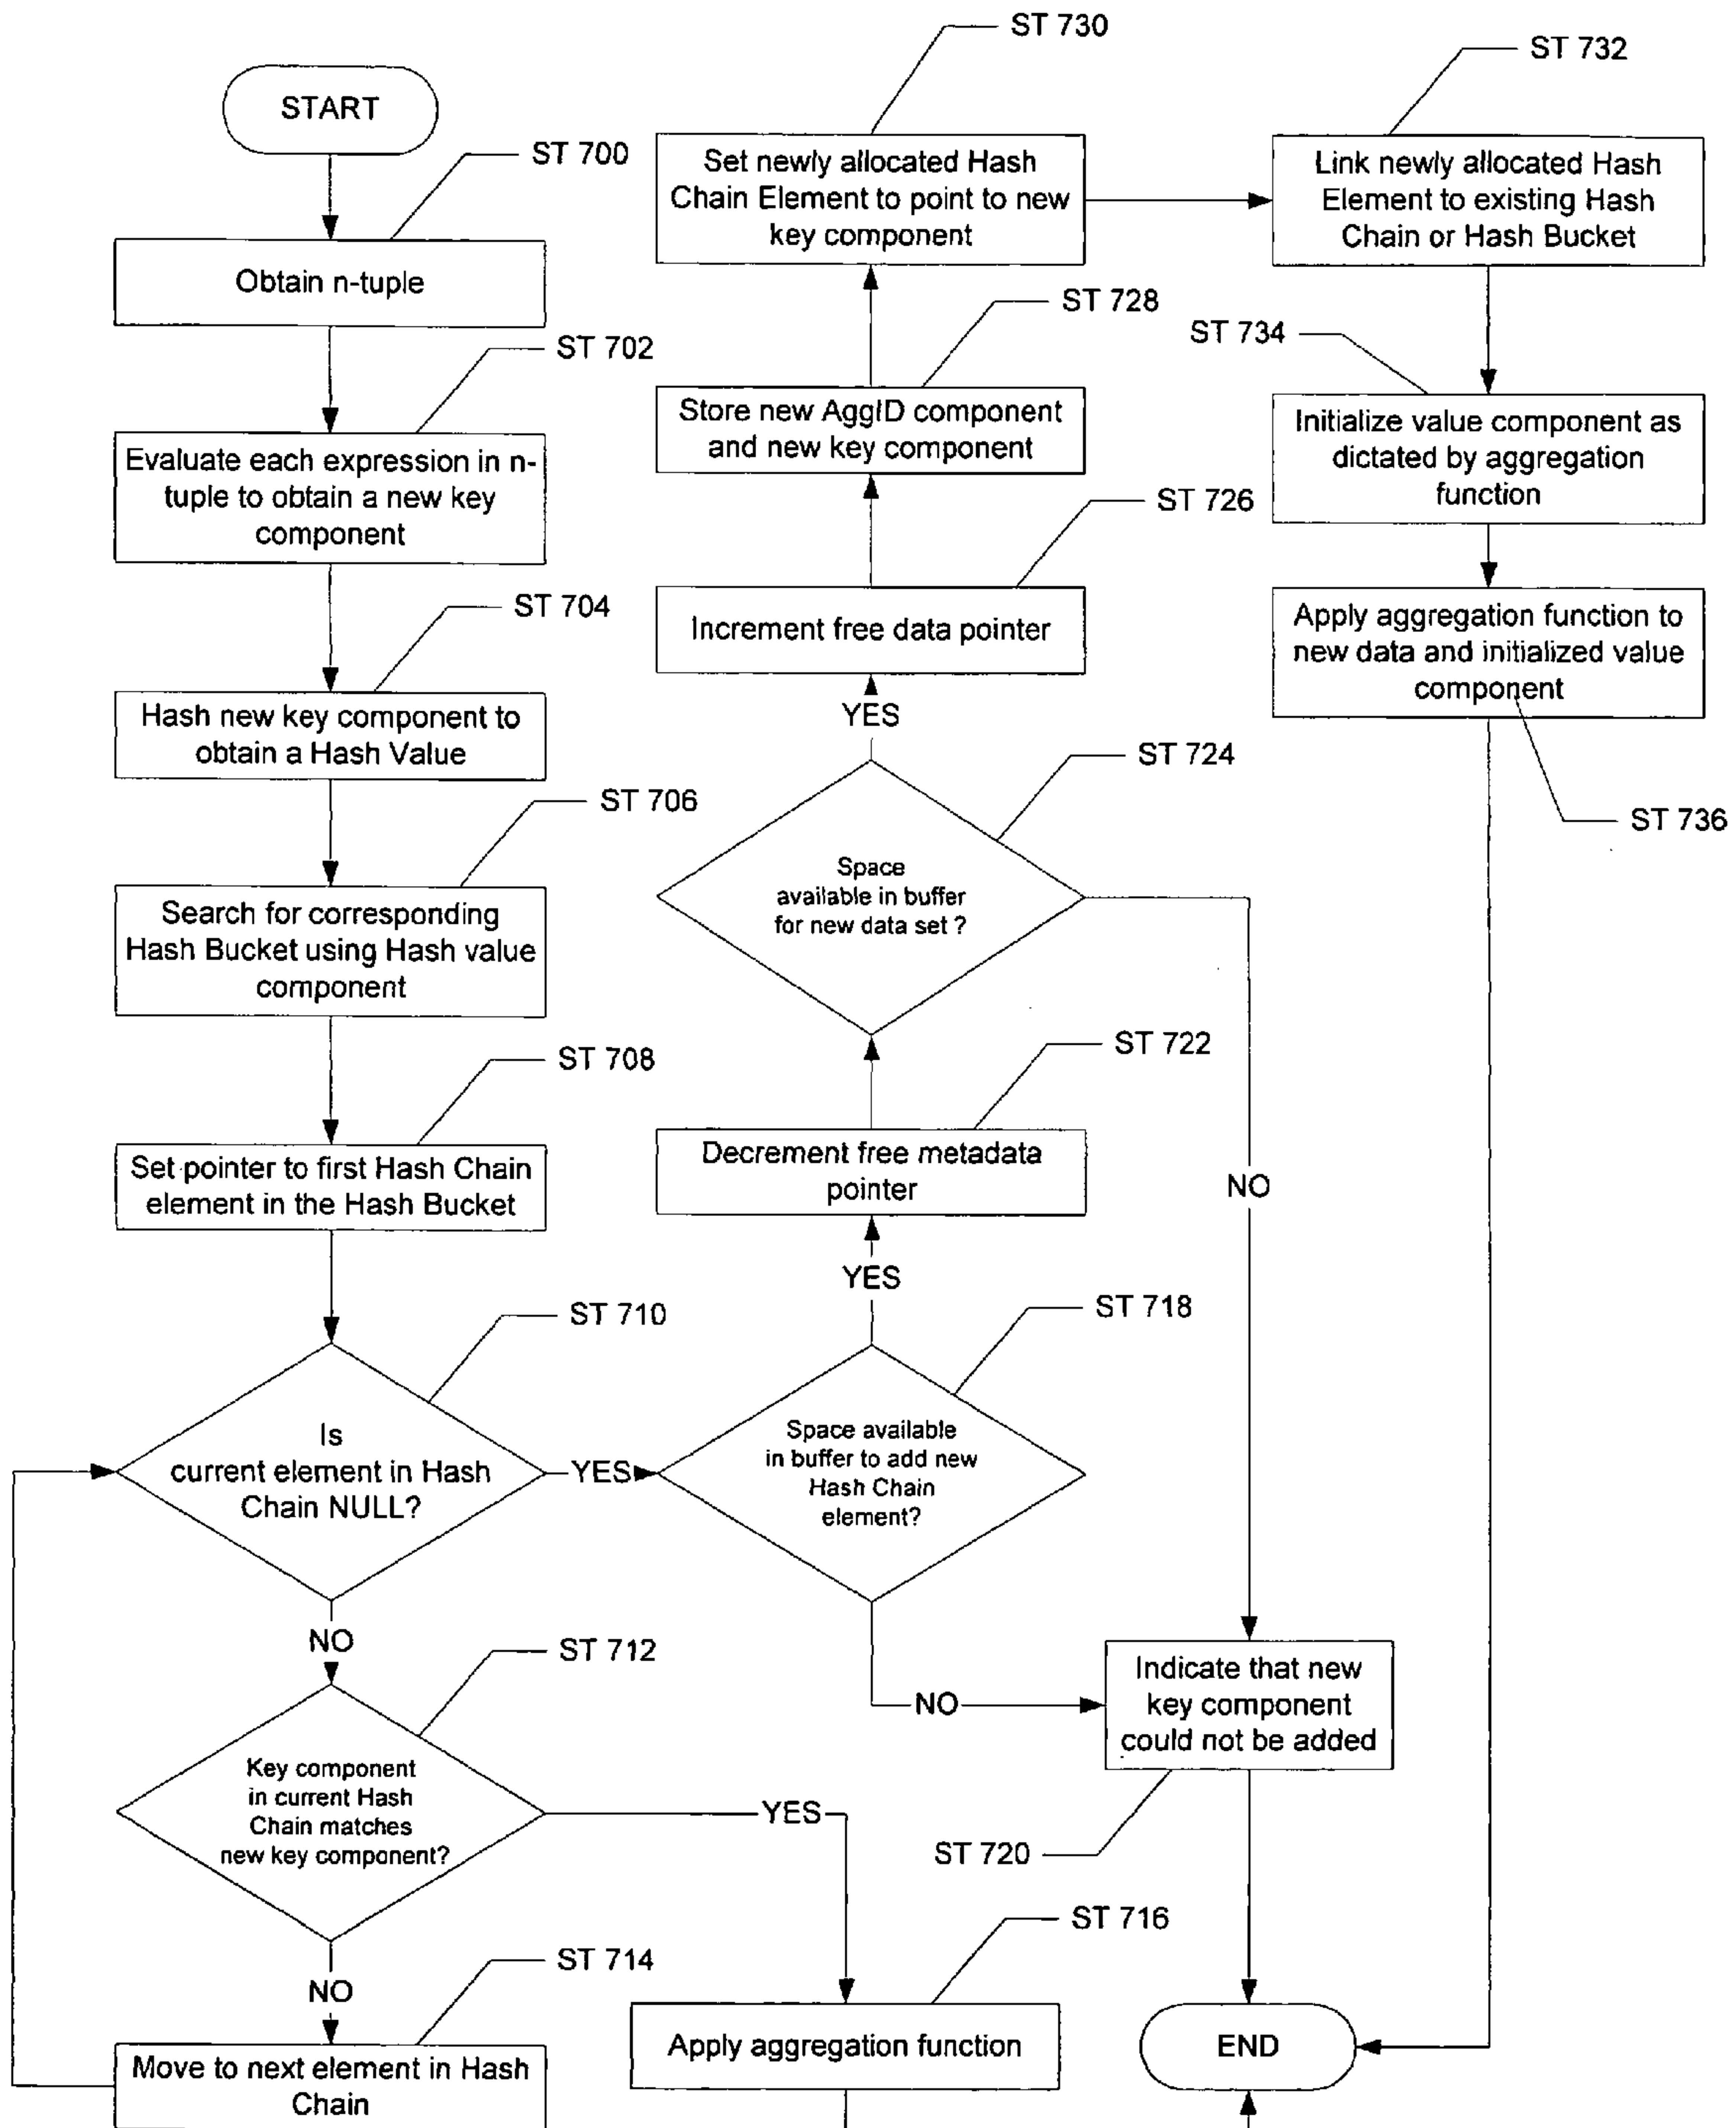 START
ST 700
Obtain n-tuple
ST 702
Evaluate each expression in n-
tuple to obtain a new key
component
ST 704
Hash new key component to
obtain a Hash Value
ST 706
Search for corresponding
Hash Bucket using Hash value
component
ST 708
Set pointer to first Hash Chain
element in the Hash Bucket
ST 710
Is
current element in Hash
Chain NULL?
YES
NO
ST 712
Key component
in current Hash
Chain matches
new key component?
YES
NO
ST 714
Move to next element in Hash
Chain
ST 716
Apply aggregation function
ST 718
Space available
in buffer to add new
Hash Chain
element?
YES
NO
ST 720
Indicate that new
key component
could not be added
ST 722
Decrement free metadata
pointer
ST 724
Space
available in buffer
for new data set ?
YES
NO
ST 726
Increment free data pointer
ST 728
Store new AggID component
and new key component
ST 730
Set newly allocated Hash
Chain Element to point to new
key component
ST 732
Link newly allocated Hash
Element to existing Hash
Chain or Hash Bucket
ST 734
Initialize value component as
dictated by aggregation
function
Apply aggregation function to
new data and initialized value
component
ST 736
END